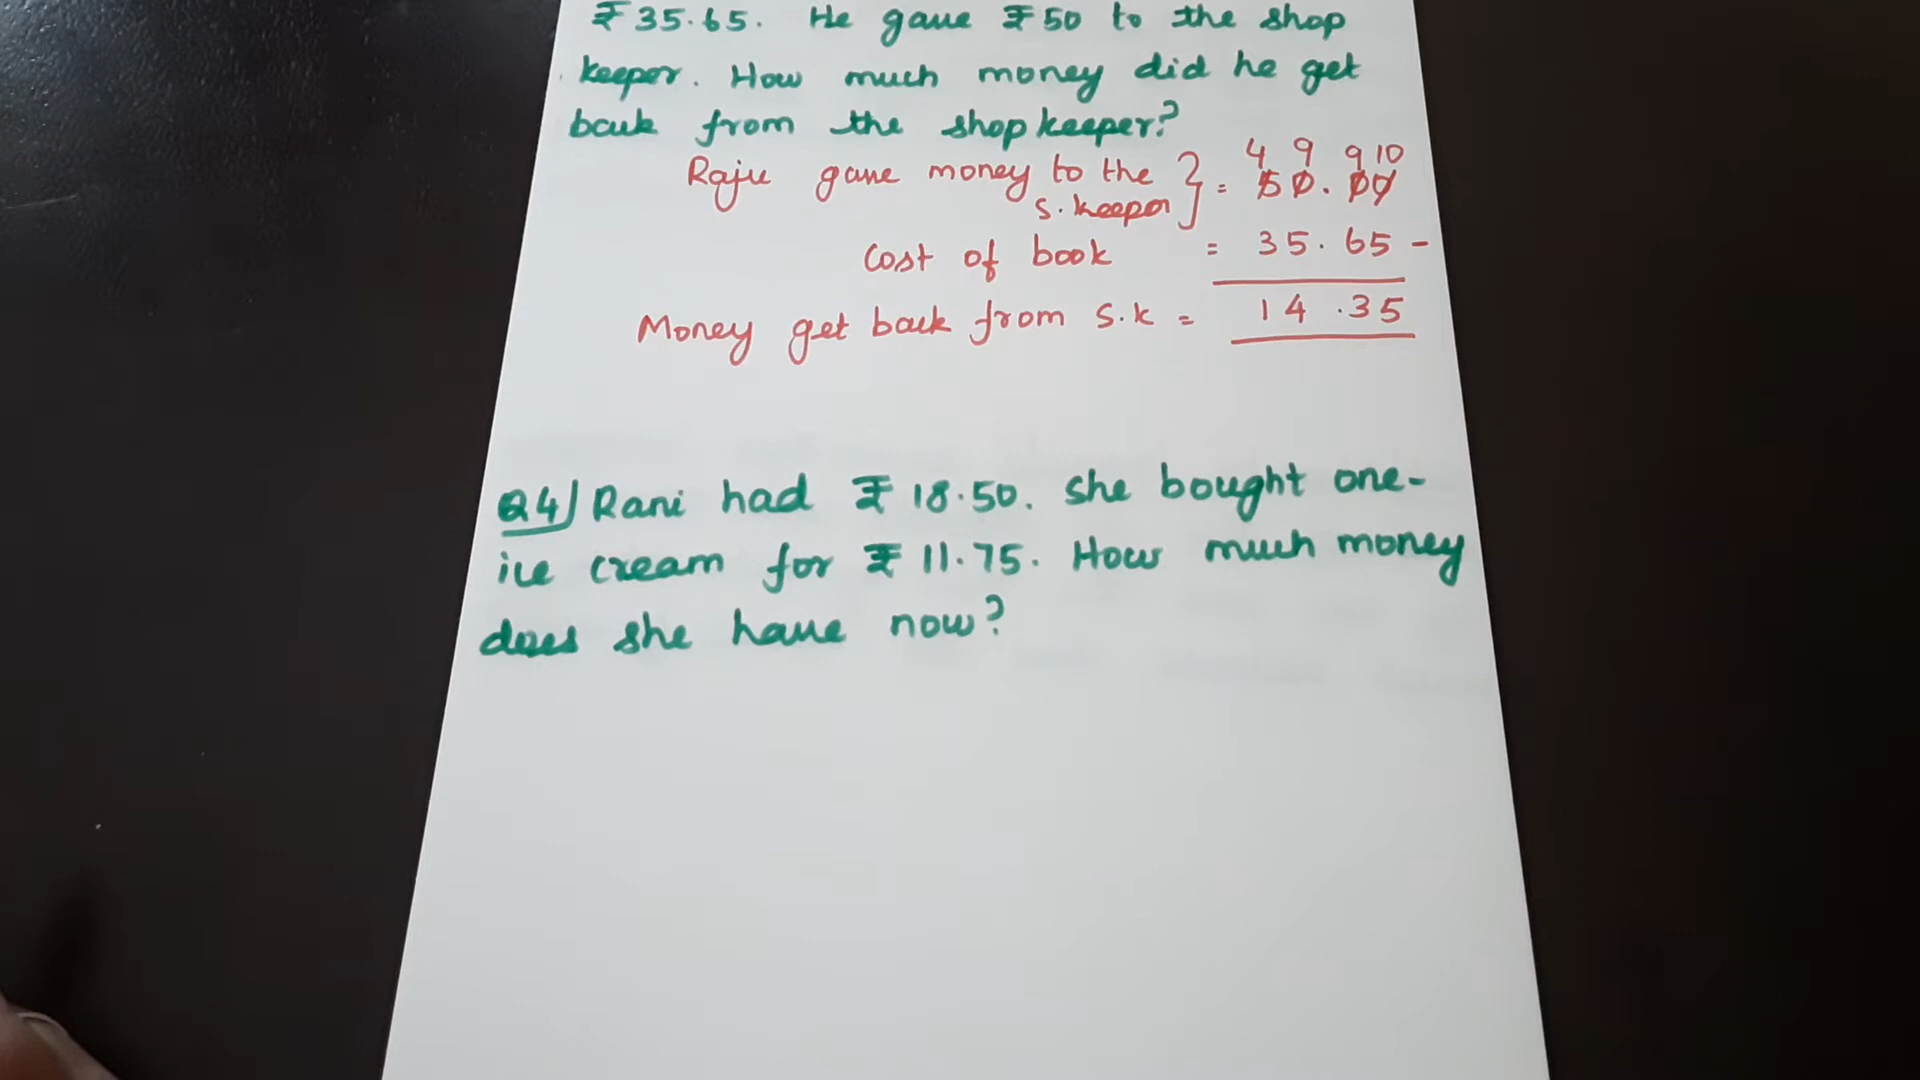 ₹ 35.65. He gave ₹ 50 to the shop
keeper. How much money did he get
back from the shop keeper?
4 9 9 10
Raju gave money to the } = 50.00
s. keeper
Cost of book = 35.65 -
Money get back from s.k = 14.35
Q4) Rani had ₹ 18.50. She bought one-
ice cream for ₹ 11.75. How much money
does she have now?